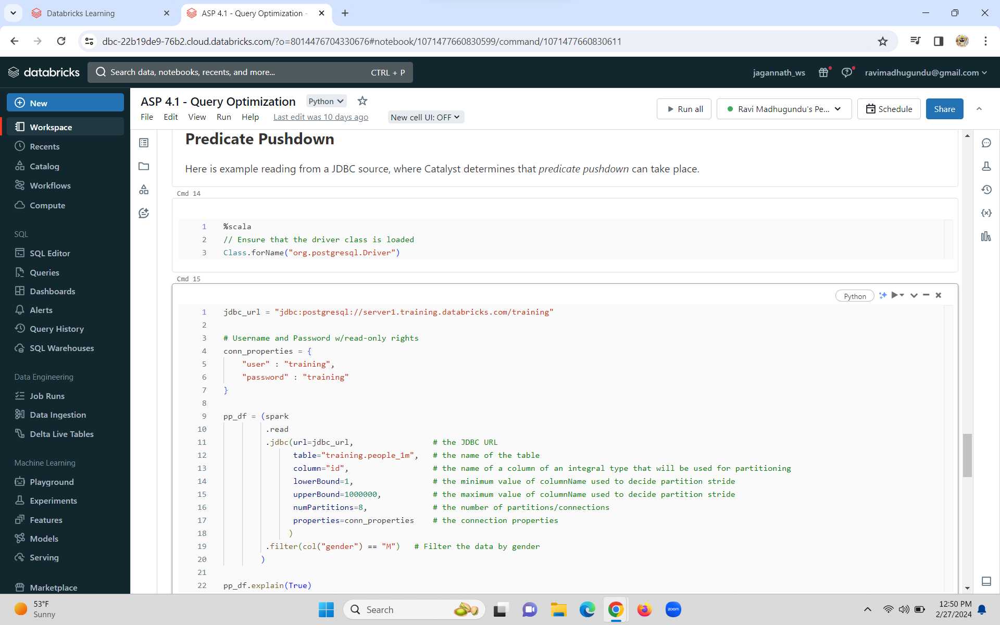 Databricks Learning
ASP 4.1 - Query Optimization -
dbc-22b19de9-76b2.cloud.databricks.com/?o=8014476704330676#notebook/1071477660830599/command/1071477660830611
databricks
Search data, notebooks, recents, and more...
CTRL + P
jagannath_ws
ravimadhugundu@gmail.com
New
Workspace
Recents
Catalog
Workflows
Compute
SQL
SQL Editor
Queries
Dashboards
Alerts
Query History
SQL Warehouses
Data Engineering
Job Runs
Data Ingestion
Delta Live Tables
Machine Learning
Playground
Experiments
Features
Models
Serving
Marketplace
ASP 4.1 - Query Optimization
Python
File Edit View Run Help
Last edit was 10 days ago
New cell UI: OFF
Run all
Ravi Madhugundu's Pe...
Schedule
Share
Predicate Pushdown
Here is example reading from a JDBC source, where Catalyst determines that predicate pushdown can take place.
Cmd 14
1 %scala
2 // Ensure that the driver class is loaded
3 Class.forName("org.postgresql.Driver")
Cmd 15
Python
1 jdbc_url = "jdbc:postgresql://server1.training.databricks.com/training"
2
3 # Username and Password w/read-only rights
4 conn_properties = {
5 "user" : "training",
6 "password" : "training"
7 }
8
9 pp_df = (spark
10 .read
11 .jdbc(url=jdbc_url, # the JDBC URL
12 table="training.people_1m", # the name of the table
13 column="id", # the name of a column of an integral type that will be used for partitioning
14 lowerBound=1, # the minimum value of columnName used to decide partition stride
15 upperBound=1000000, # the maximum value of columnName used to decide partition stride
16 numPartitions=8, # the number of partitions/connections
17 properties=conn_properties # the connection properties
18 )
19 .filter(col("gender") == "M") # Filter the data by gender
20 )
21
22 pp_df.explain(True)
53°F
Sunny
Search
zoom
12:50 PM
2/27/2024